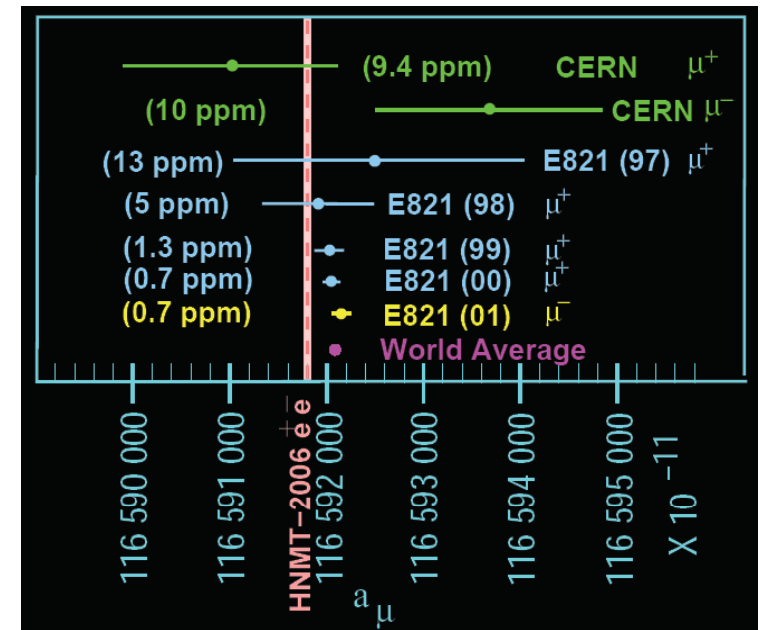 (9.4 ppm) CERN μ⁺
(10 ppm) CERN μ⁻
(13 ppm) E821 (97) μ⁺
(5 ppm) E821 (98) μ⁺
(1.3 ppm) E821 (99) μ⁺
(0.7 ppm) E821 (00) μ⁺
(0.7 ppm) E821 (01) μ⁻
World Average
116 590 000
116 591 000
HNMT−2006 e⁺e⁻
116 592 000
116 593 000
116 594 000
116 595 000
X 10⁻¹¹
a_μ